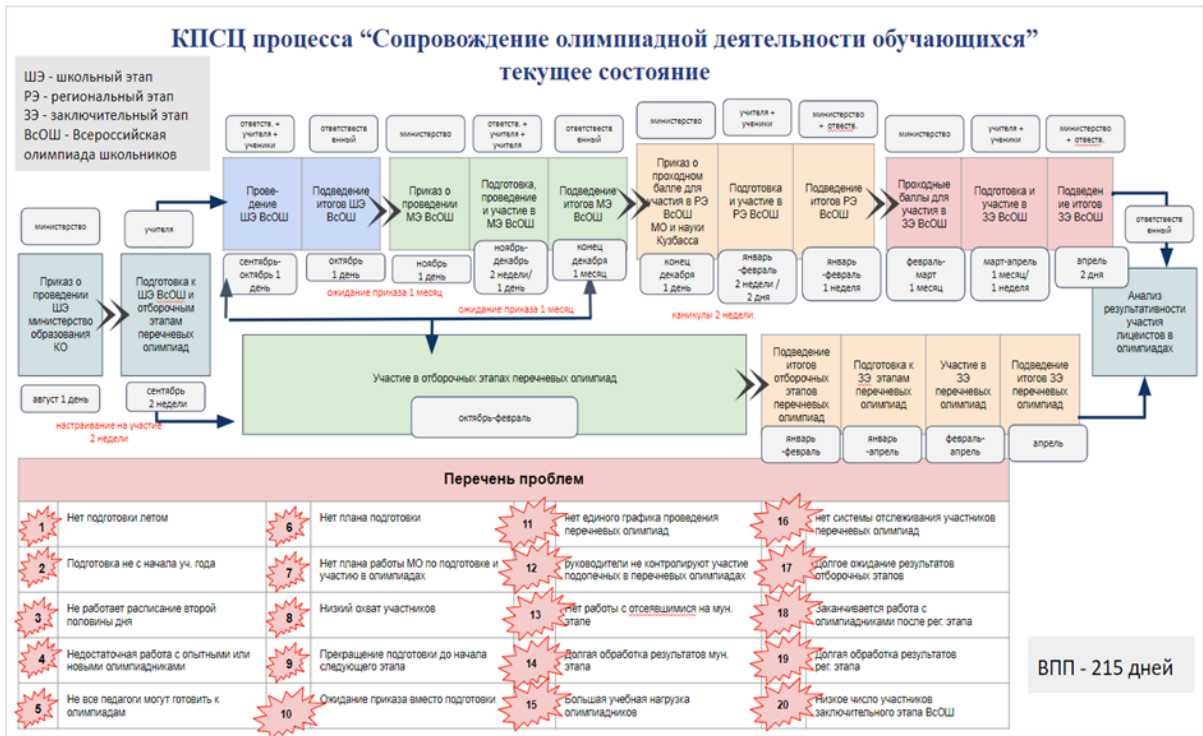 КПСЦ процесса “Сопровождение олимпиадной деятельности обучающихся”
текущее состояние
ШЭ - школьный этап
РЭ - региональный этап
ЗЭ - заключительный этап
ВсОШ - Всероссийская
олимпиада школьников
министерство
Приказ о
проведении
ШЭ
министерство
образования
КО
август 1 день
учителя
Подготовка к
ШЭ ВсОШ и
отборочным
этапам
перечневых
олимпиад
сентябрь
2 недели
настраивание на участие
2 недели
ответств. +
учителя +
ученики
Прове-
дение
ШЭ ВсОШ
сентябрь-
октябрь 1
день
ответствеств
енный
Подведение
итогов ШЭ
ВсОШ
октябрь
1 день
ожидание приказа 1 месяц
министерство
Приказ о
проведении
МЭ ВсОШ
ноябрь
1 день
ответств. +
ученики +
учителя
Подготовка,
проведение
и участие в
МЭ ВсОШ
ноябрь-
декабрь
2 недели/
1 день
ожидание приказа 1 месяц
ответствеств
енный
Подведение
итогов МЭ
ВсОШ
конец
декабря
1 месяц
министерство
Приказ о
проходном
балле для
участия в РЭ
ВсОШ
МО и науки
Кузбасса
конец
декабря
1 день
каникулы 2 недели
учителя +
ученики
Подготовка
и участие в
РЭ ВсОШ
январь
-февраль
2 недели /
2 дня
министерство
+ отвеств.
Подведение
итогов РЭ
ВсОШ
январь
-февраль
1 неделя
министерство
Проходные
баллы для
участия в
ЗЭ ВсОШ
февраль-
март
1 месяц
учителя +
ученики
Подготовка и
участие в
ЗЭ ВсОШ
март-апрель
1 месяц/
1 неделя
министерство
+ отвеств.
Подведен
ие итогов
ЗЭ ВсОШ
апрель
2 дня
ответствеств
енный
Анализ
результативности
участия
лицеистов в
олимпиадах
Участие в отборочных этапах перечневых олимпиад
октябрь-февраль
Подведение
итогов
отборочных
этапов
перечневых
олимпиад
январь
-февраль
Подготовка к
ЗЭ этапам
перечневых
олимпиад
январь
-апрель
Участие в
ЗЭ
перечневых
олимпиад
февраль-
апрель
Подведение
итогов ЗЭ
перечневых
олимпиад
апрель
Перечень проблем
1 Нет подготовки летом
2 Подготовка не с начала уч. года
3 Не работает расписание второй
половины дня
4 Недостаточная работа с опытными или
новыми олимпиадниками
5 Не все педагоги могут готовить к
олимпиадам
6 Нет плана подготовки
7 Нет плана работы МО по подготовке и
участию в олимпиадах
8 Низкий охват участников
9 Прекращение подготовки до начала
следующего этапа
10 Ожидание приказа вместо подготовки
11 нет единого графика проведения
перечневых олимпиад
12 руководители не контролируют участие
подопечных в перечневых олимпиадах
13 Нет работы с отсеявшимися на мун.
этапе
14 Долгая обработка результатов мун.
этапа
15 Большая учебная нагрузка
олимпиадников
16 нет системы отслеживания участников
перечневых олимпиад
17 Долгое ожидание результатов
отборочных этапов
18 Заканчивается работа с
олимпиадниками после рег. этапа
19 Долгая обработка результатов
рег. этапа
20 Низкое число участников
заключительного этапа ВсОШ
ВПП - 215 дней